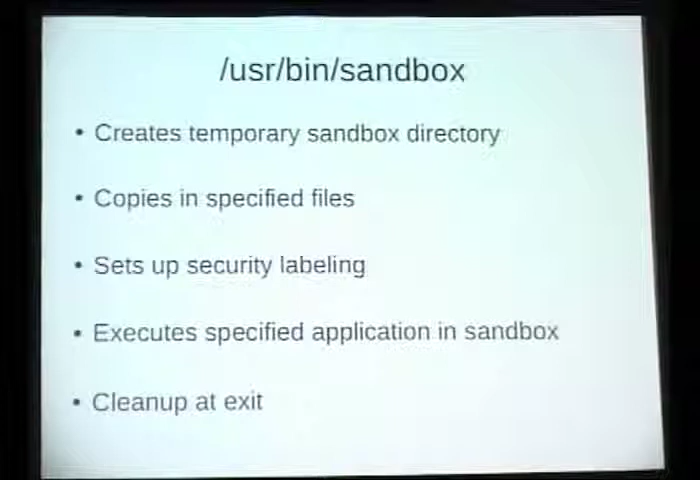 /usr/bin/sandbox
• Creates temporary sandbox directory
• Copies in specified files
• Sets up security labeling
• Executes specified application in sandbox
• Cleanup at exit